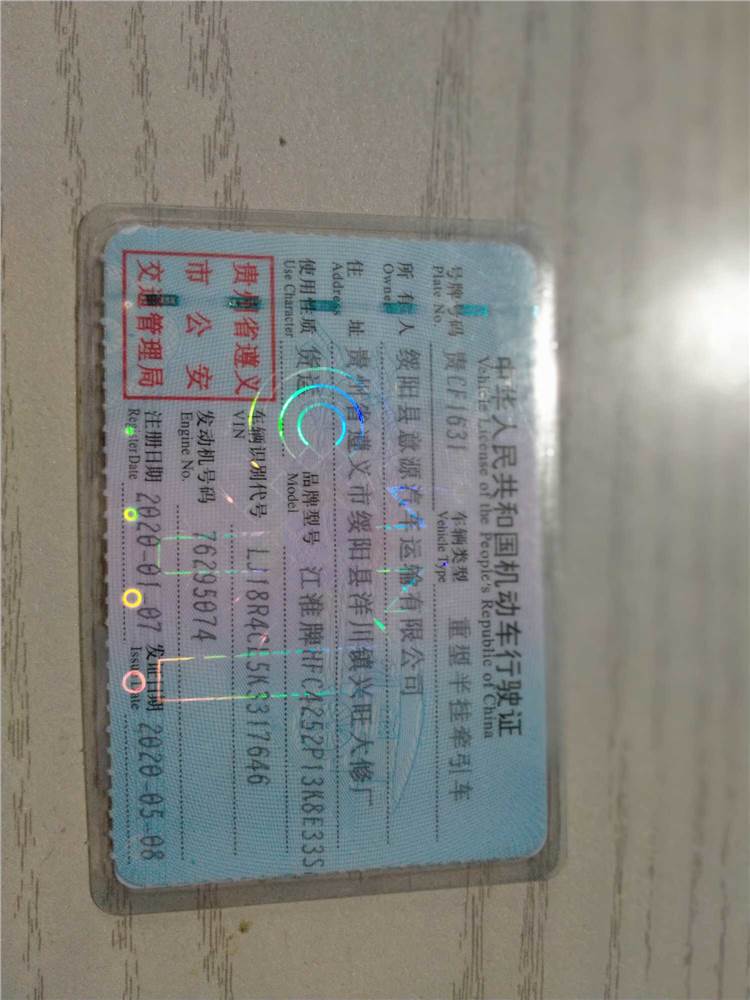 中华人民共和国机动车行驶证
Vehicle License of the People's Republic of China
号牌号码 贵CF1631 车辆类型 重型半挂牵引车
Plate No. Vehicle Type
所有人 绥阳县 源汽车运输有限公司
Owner
住址 贵州省遵义市绥阳县洋川镇兴旺大修厂
Address
使用性质 货运 品牌型号 江淮牌HFC4252P13K8E33S
Use Character Model
贵州省遵义
市公安
交通管理局
车辆识别代号 LJ18R4CL5K3317646
VIN
发动机号码 76295074
Engine No.
注册日期 2020-01-07 发证日期 2020-05-08
Register Date Issue Date